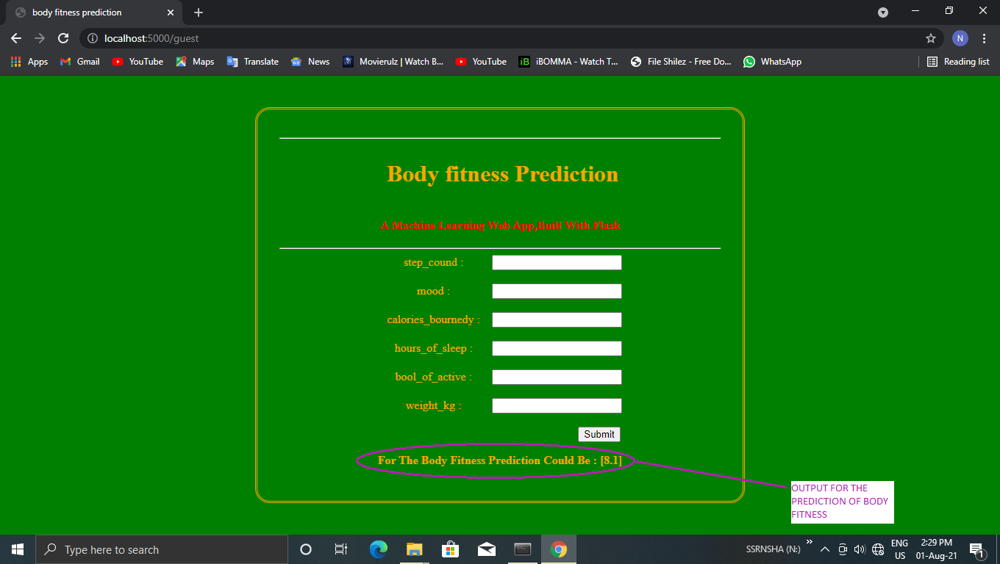 body fitness prediction
localhost:5000/guest
N
Apps Gmail YouTube Maps Translate News Movierulz | Watch B... YouTube iBOMMA - Watch T... File Shilez - Free Do... WhatsApp Reading list
Body fitness Prediction
A Machine Learning Web App,Built With Flask
step_cound :
mood :
calories_bournedy :
hours_of_sleep :
bool_of_active :
weight_kg :
Submit
For The Body Fitness Prediction Could Be : [8.1]
OUTPUT FOR THE
PREDICTION OF BODY
FITNESS
Type here to search
SSRNSHA (N:)
ENG
US
2:29 PM
01-Aug-21
1